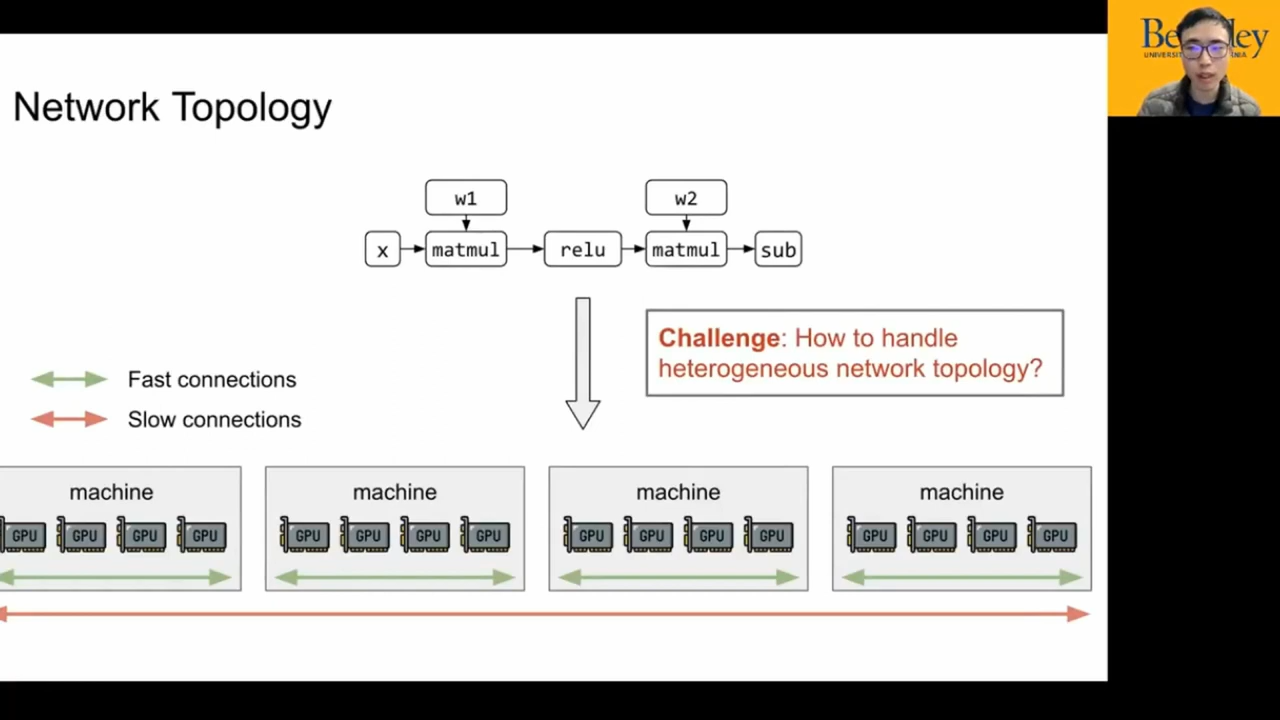 Network Topology
w1
w2
x
matmul
relu
matmul
sub
Challenge: How to handle
heterogeneous network topology?
Fast connections
Slow connections
machine
machine
machine
machine
GPU GPU GPU GPU
GPU GPU GPU GPU
GPU GPU GPU GPU
GPU GPU GPU GPU